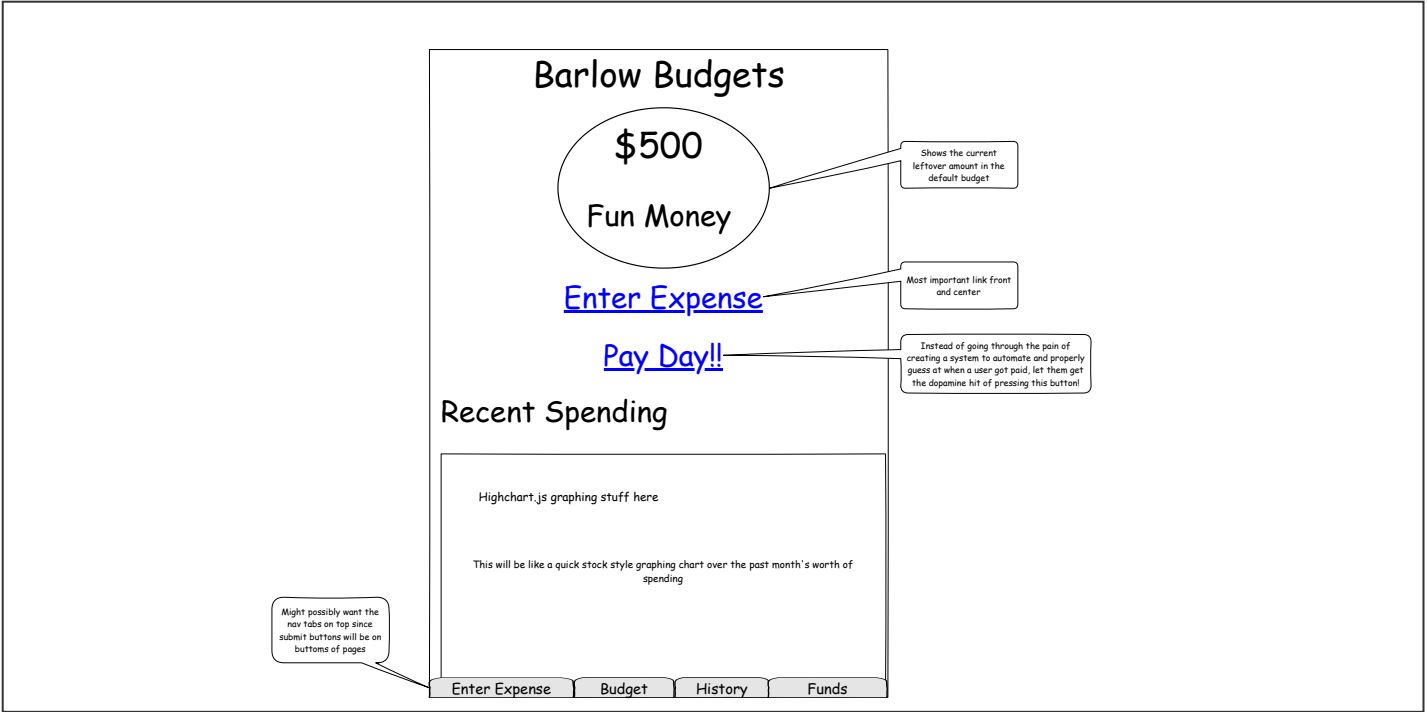 Barlow Budgets
$500
Fun Money
Shows the current
leftover amount in the
default budget
Enter Expense
Most important link front
and center
Pay Day!!
Instead of going through the pain of
creating a system to automate and properly
guess at when a user got paid, let them get
the dopamine hit of pressing this button!
Recent Spending
Highchart.js graphing stuff here
This will be like a quick stock style graphing chart over the past month's worth of
spending
Might possibly want the
nav tabs on top since
submit buttons will be on
buttoms of pages
Enter Expense
Budget
History
Funds